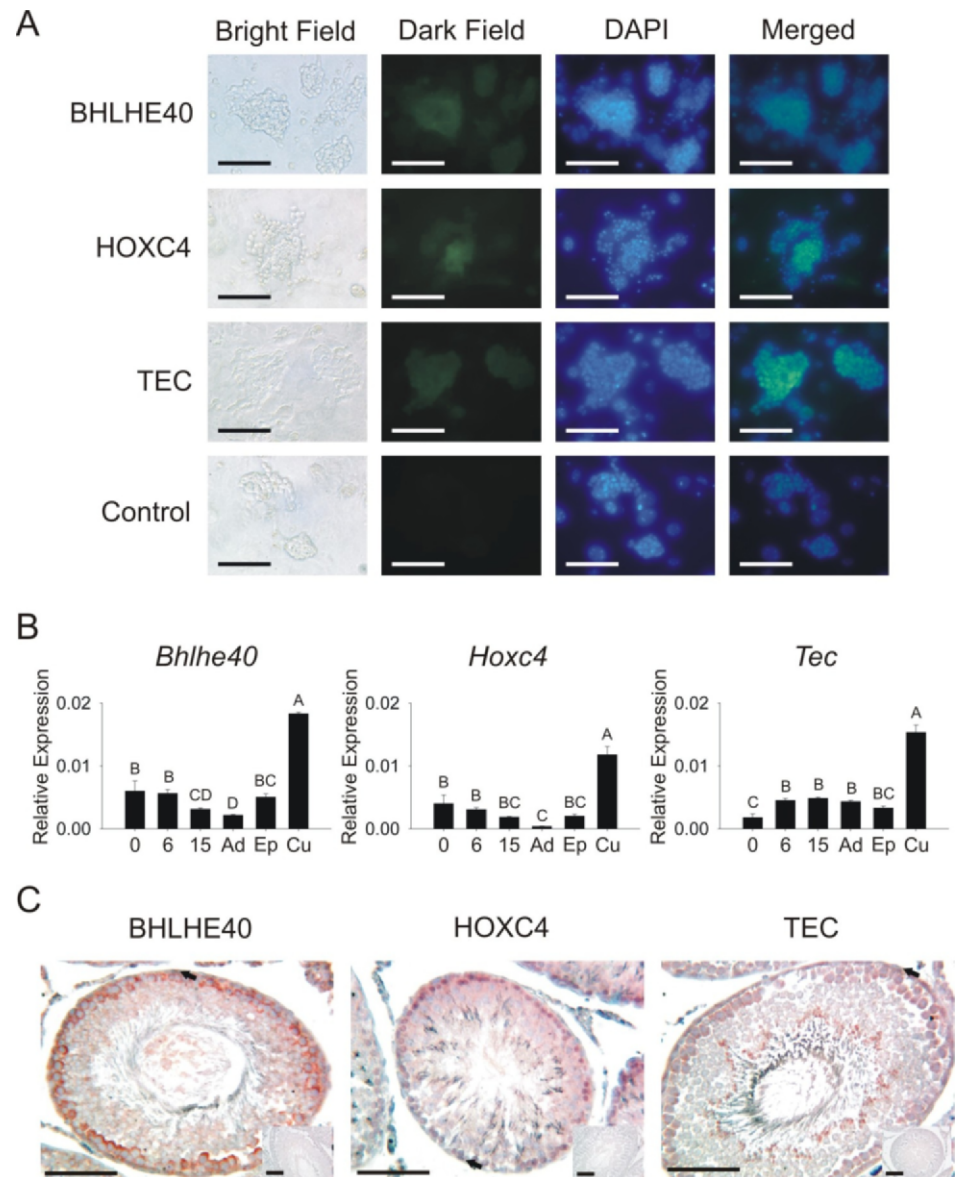 A
Bright Field Dark Field DAPI Merged
BHLHE40
HOXC4
TEC
Control
B
Bhlhe40 Hoxc4 Tec
Relative Expression
0.02
0.01
0.00
B B CD D BC A
0 6 15 Ad Ep Cu
Relative Expression
0.02
0.01
0.00
B B BC C BC A
0 6 15 Ad Ep Cu
Relative Expression
0.02
0.01
0.00
C B B B BC A
0 6 15 Ad Ep Cu
C
BHLHE40 HOXC4 TEC